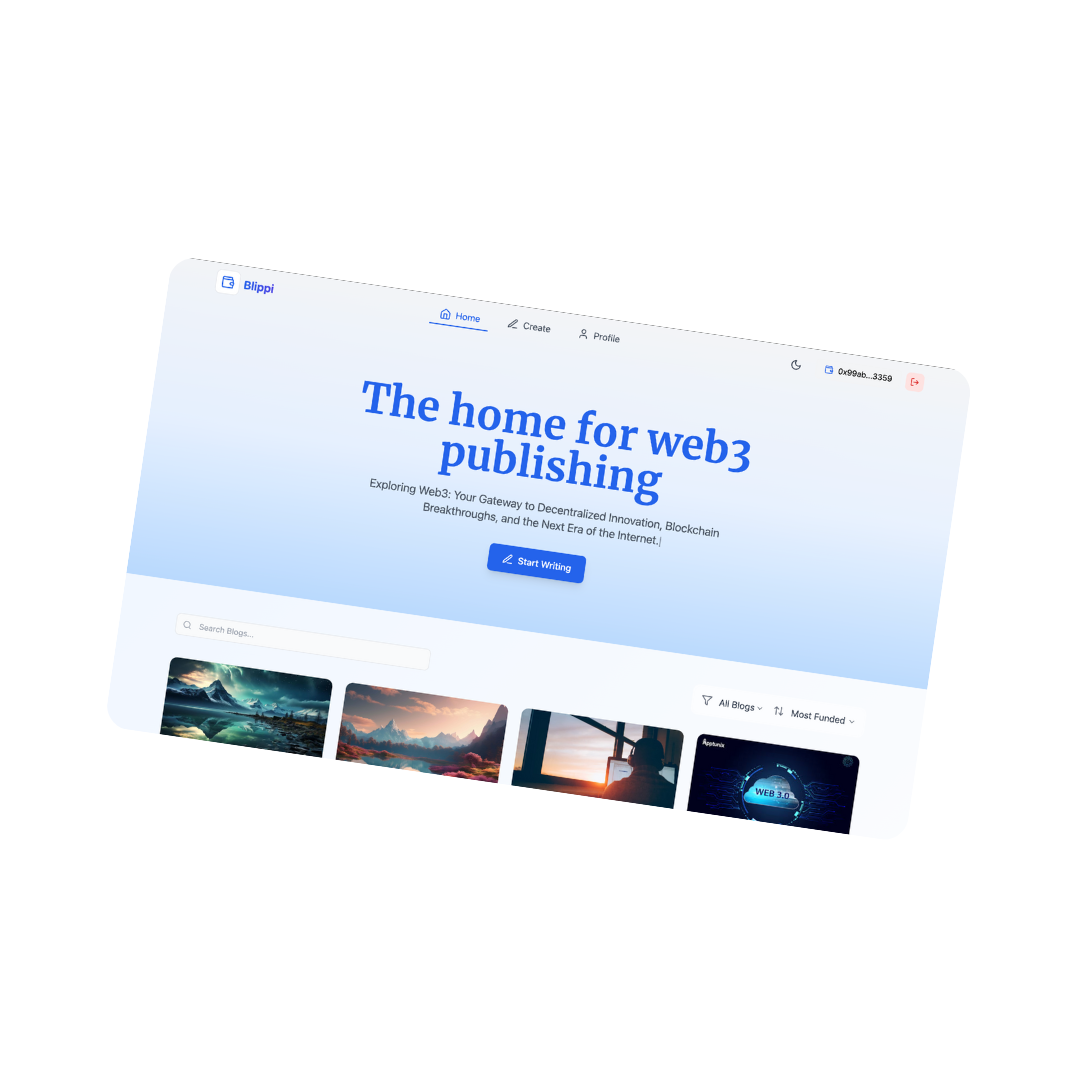 Blippi
Home
Create
Profile
0x99ab...3359
The home for web3
publishing
Exploring Web3: Your Gateway to Decentralized Innovation, Blockchain
Breakthroughs, and the Next Era of the Internet.
Start Writing
Search Blogs...
All Blogs
Most Funded
Apptunix
WEB 3.0